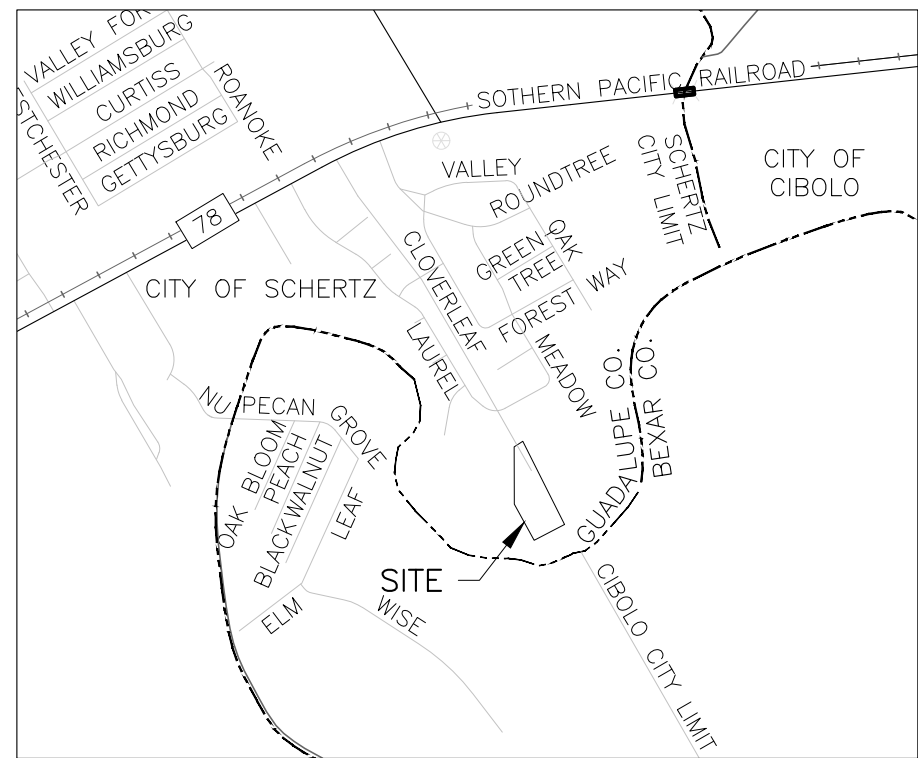 VALLEY FOR
WILLIAMSBURG
CURTISS
RICHMOND
GETTYSBURG
ROANOKE
STCHESTER
78
SOTHERN PACIFIC RAILROAD
VALLEY
ROUNDTREE
GREEN
TREE
OAK
FOREST WAY
MEADOW
CLOVERLEAF
LAUREL
SCHERTZ
CITY LIMIT
CITY OF
CIBOLO
CITY OF SCHERTZ
NU PECAN
GROVE
OAK BLOOM
PEACH
BLACK WALNUT
LEAF
ELM
WISE
SITE
GUADALUPE CO.
BEXAR CO.
CIBOLO CITY LIMIT